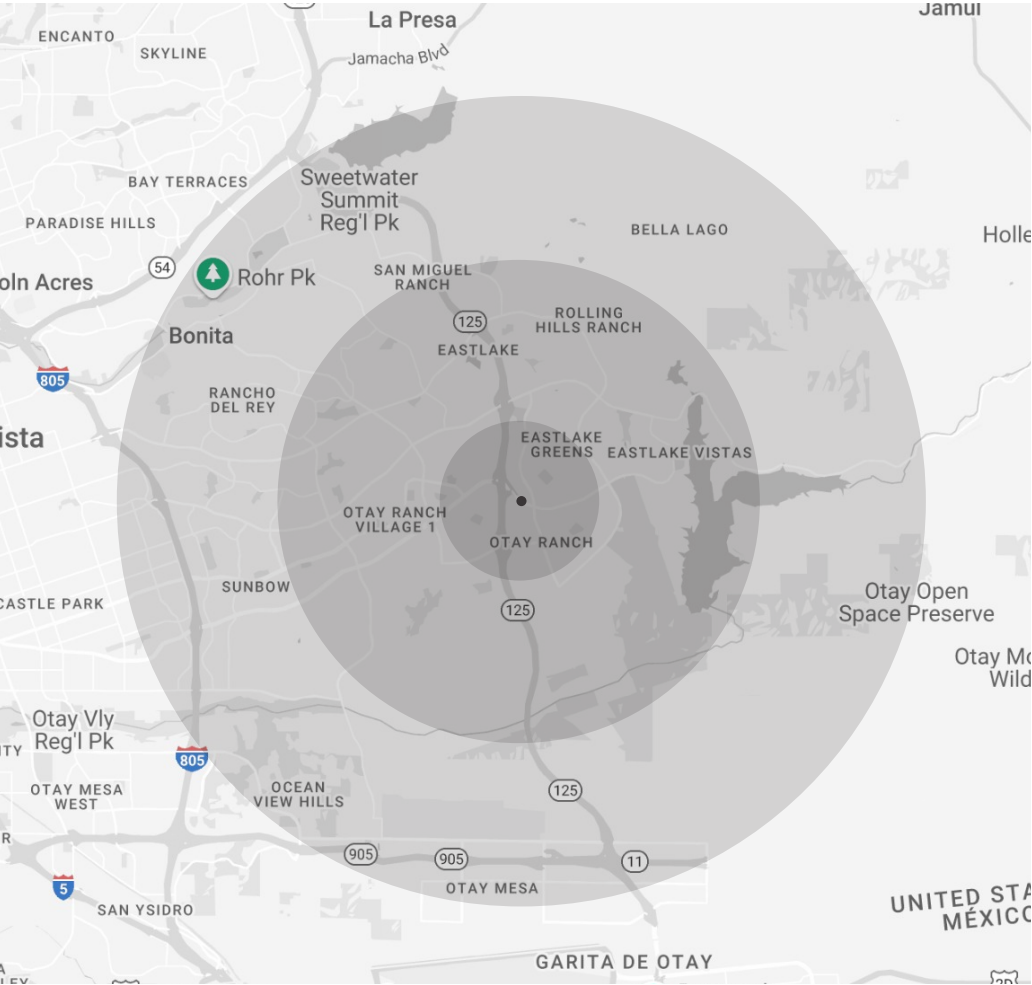 La Presa
Jamul
ENCANTO
SKYLINE
Jamacha Blvd
BAY TERRACES
Sweetwater
Summit
Reg'l Pk
PARADISE HILLS
BELLA LAGO
Holle
54
oln Acres
Rohr Pk
SAN MIGUEL
RANCH
125
ROLLING
HILLS RANCH
Bonita
EASTLAKE
805
RANCHO
DEL REY
ista
EASTLAKE
GREENS
EASTLAKE VISTAS
OTAY RANCH
VILLAGE 1
OTAY RANCH
SUNBOW
CASTLE PARK
125
Otay Open
Space Preserve
Otay Mo
Wild
Otay Vly
Reg'l Pk
ITY
805
OTAY MESA
WEST
OCEAN
VIEW HILLS
125
R
905
905
11
5
OTAY MESA
SAN YSIDRO
UNITED STA
MÉXICO
GARITA DE OTAY
A
LEY
2D